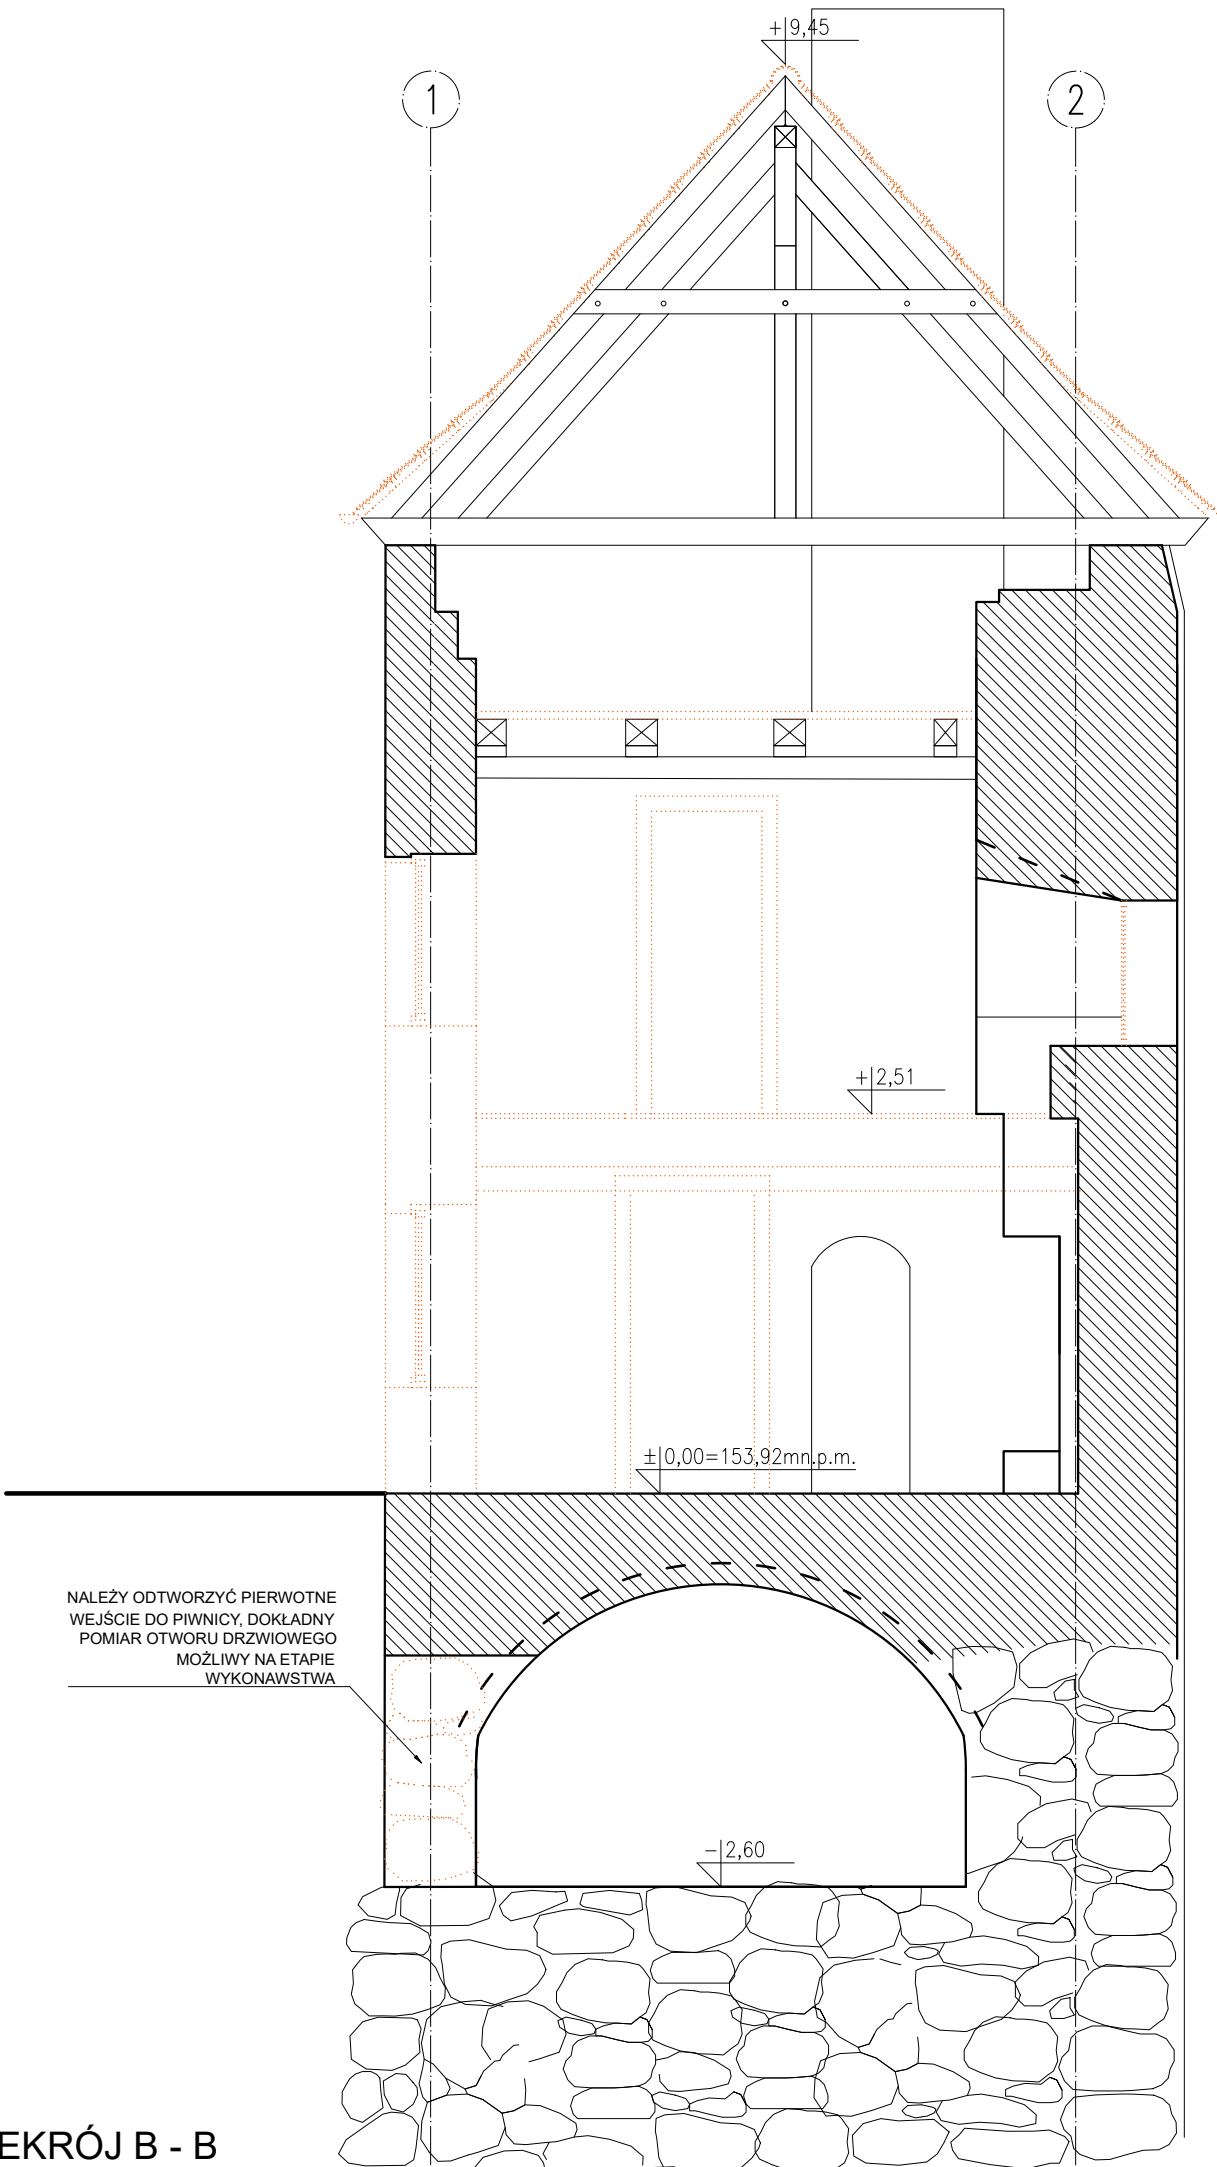 +9,45
1
2
+2,51
±0,00=153,92mn.p.m.
NALEŻY ODTWORZYĆ PIERWOTNE
WEJŚCIE DO PIWNICY, DOKŁADNY
POMIAR OTWORU DRZWIOWEGO
MOŻLIWY NA ETAPIE
WYKONAWSTWA
-2,60
EKRÓJ B - B